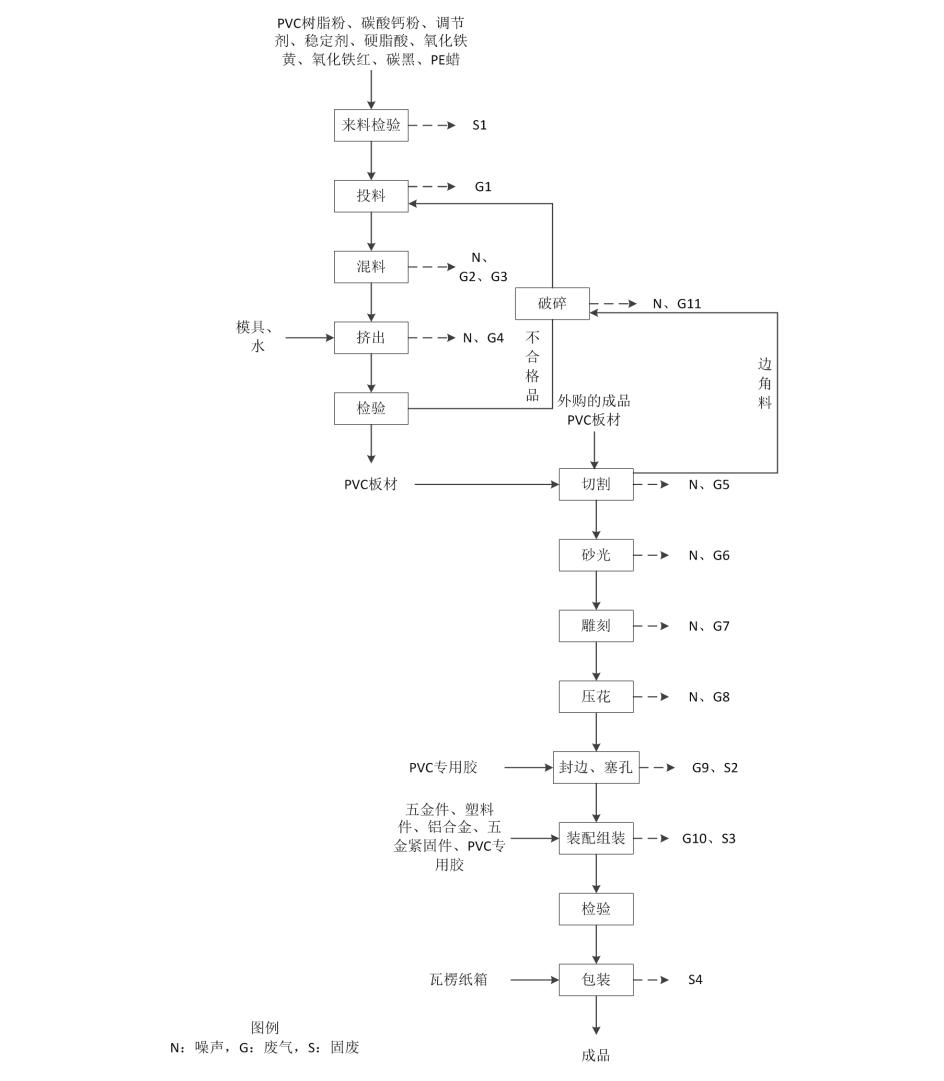 PVC树脂粉、碳酸钙粉、调节
剂、稳定剂、硬脂酸、氧化铁
黄、氧化铁红、碳黑、PE蜡
来料检验
S1
投料
G1
混料
N、
G2、G3
破碎
N、G11
模具、
水
挤出
N、G4
不
合
格
品
边
角
料
检验
外购的成品
PVC板材
PVC板材
切割
N、G5
砂光
N、G6
雕刻
N、G7
压花
N、G8
PVC专用胶
封边、塞孔
G9、S2
五金件、塑料
件、铝合金、五
金紧固件、PVC专
用胶
装配组装
G10、S3
检验
瓦楞纸箱
包装
S4
图例
N：噪声，G：废气，S：固废
成品